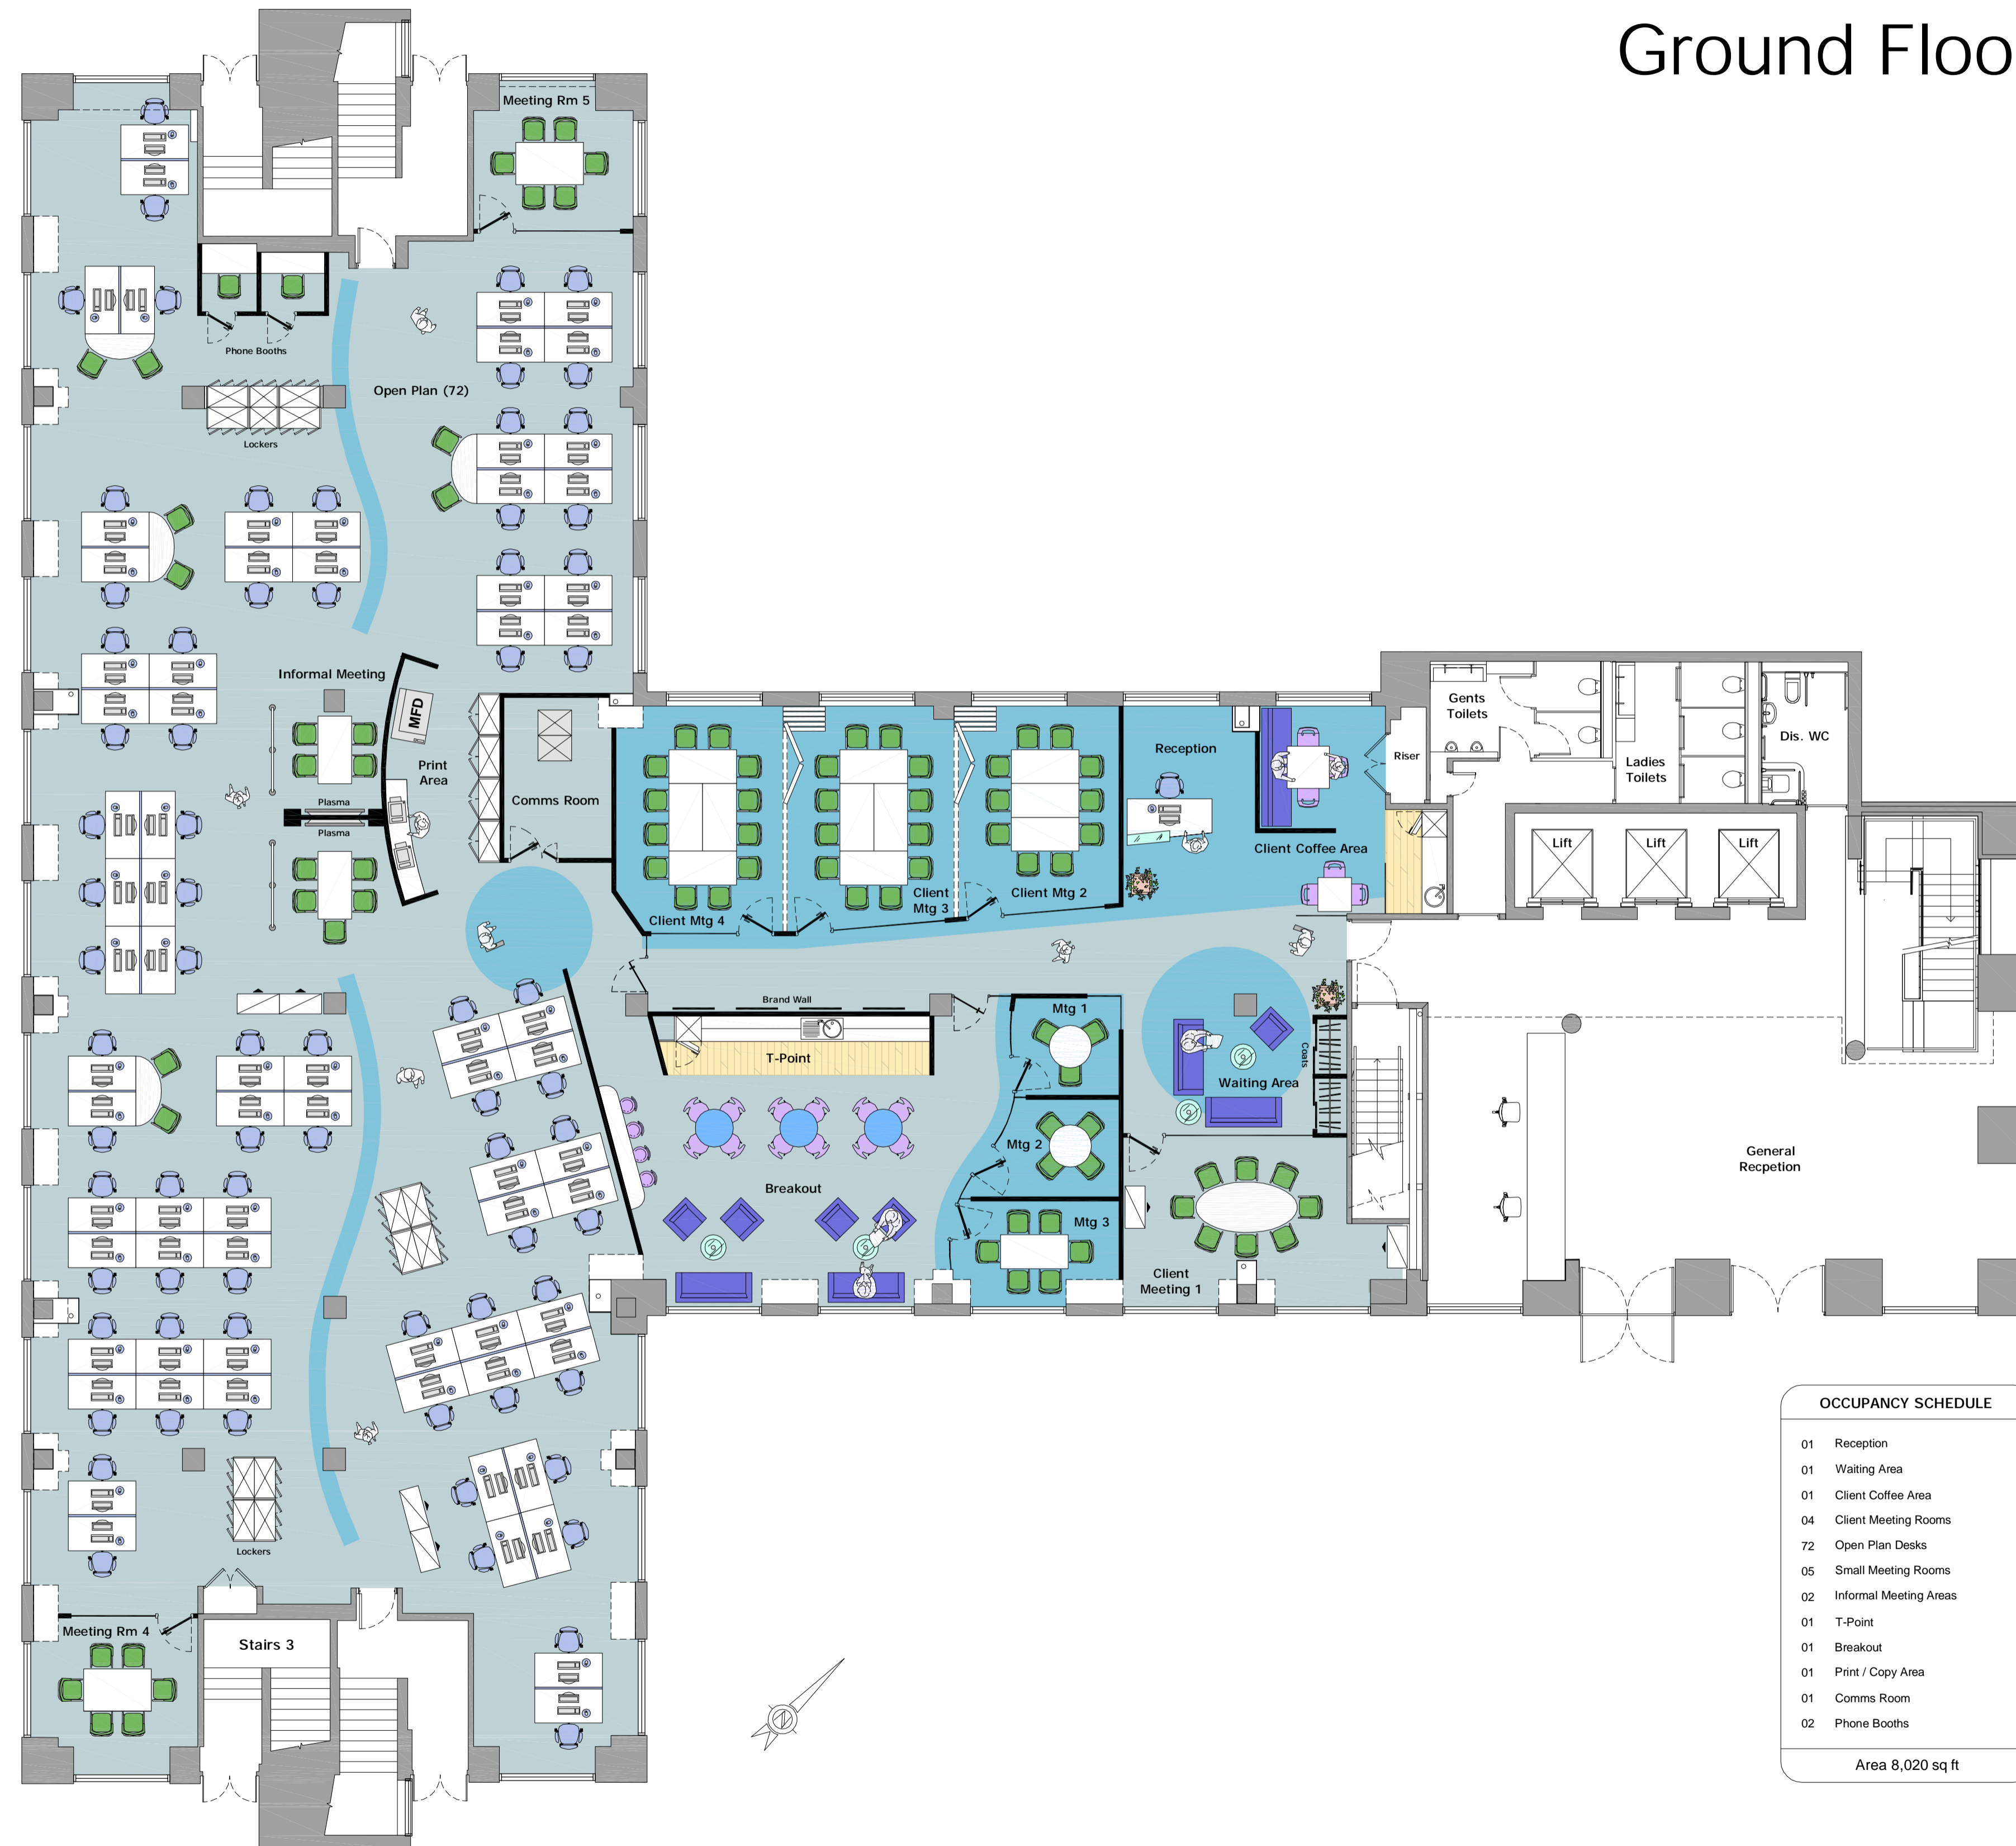 Ground Floo
Meeting Rm 5
Phone Booths
Open Plan (72)
Lockers
Informal Meeting
MFD
Print
Area
Plasma
Plasma
Comms Room
Client Mtg 4
Client
Mtg 3
Client Mtg 2
Reception
Client Coffee Area
Riser
Gents
Toilets
Ladies
Toilets
Dis. WC
Lift
Lift
Lift
Brand Wall
T-Point
Mtg 1
Mtg 2
Mtg 3
Breakout
Waiting Area
Coats
Client
Meeting 1
General
Recpetion
Lockers
Meeting Rm 4
Stairs 3
N
OCCUPANCY SCHEDULE
01 Reception
01 Waiting Area
01 Client Coffee Area
04 Client Meeting Rooms
72 Open Plan Desks
05 Small Meeting Rooms
02 Informal Meeting Areas
01 T-Point
01 Breakout
01 Print / Copy Area
01 Comms Room
02 Phone Booths
Area 8,020 sq ft